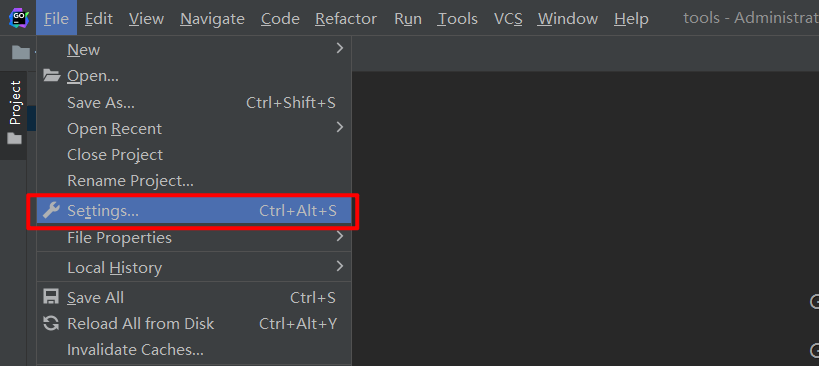 GO File Edit View Navigate Code Refactor Run Tools VCS Window Help tools - Administrat
Project
New
Open...
Save As... Ctrl+Shift+S
Open Recent
Close Project
Rename Project...
Settings... Ctrl+Alt+S
File Properties
Local History
Save All Ctrl+S
Reload All from Disk Ctrl+Alt+Y
Invalidate Caches...